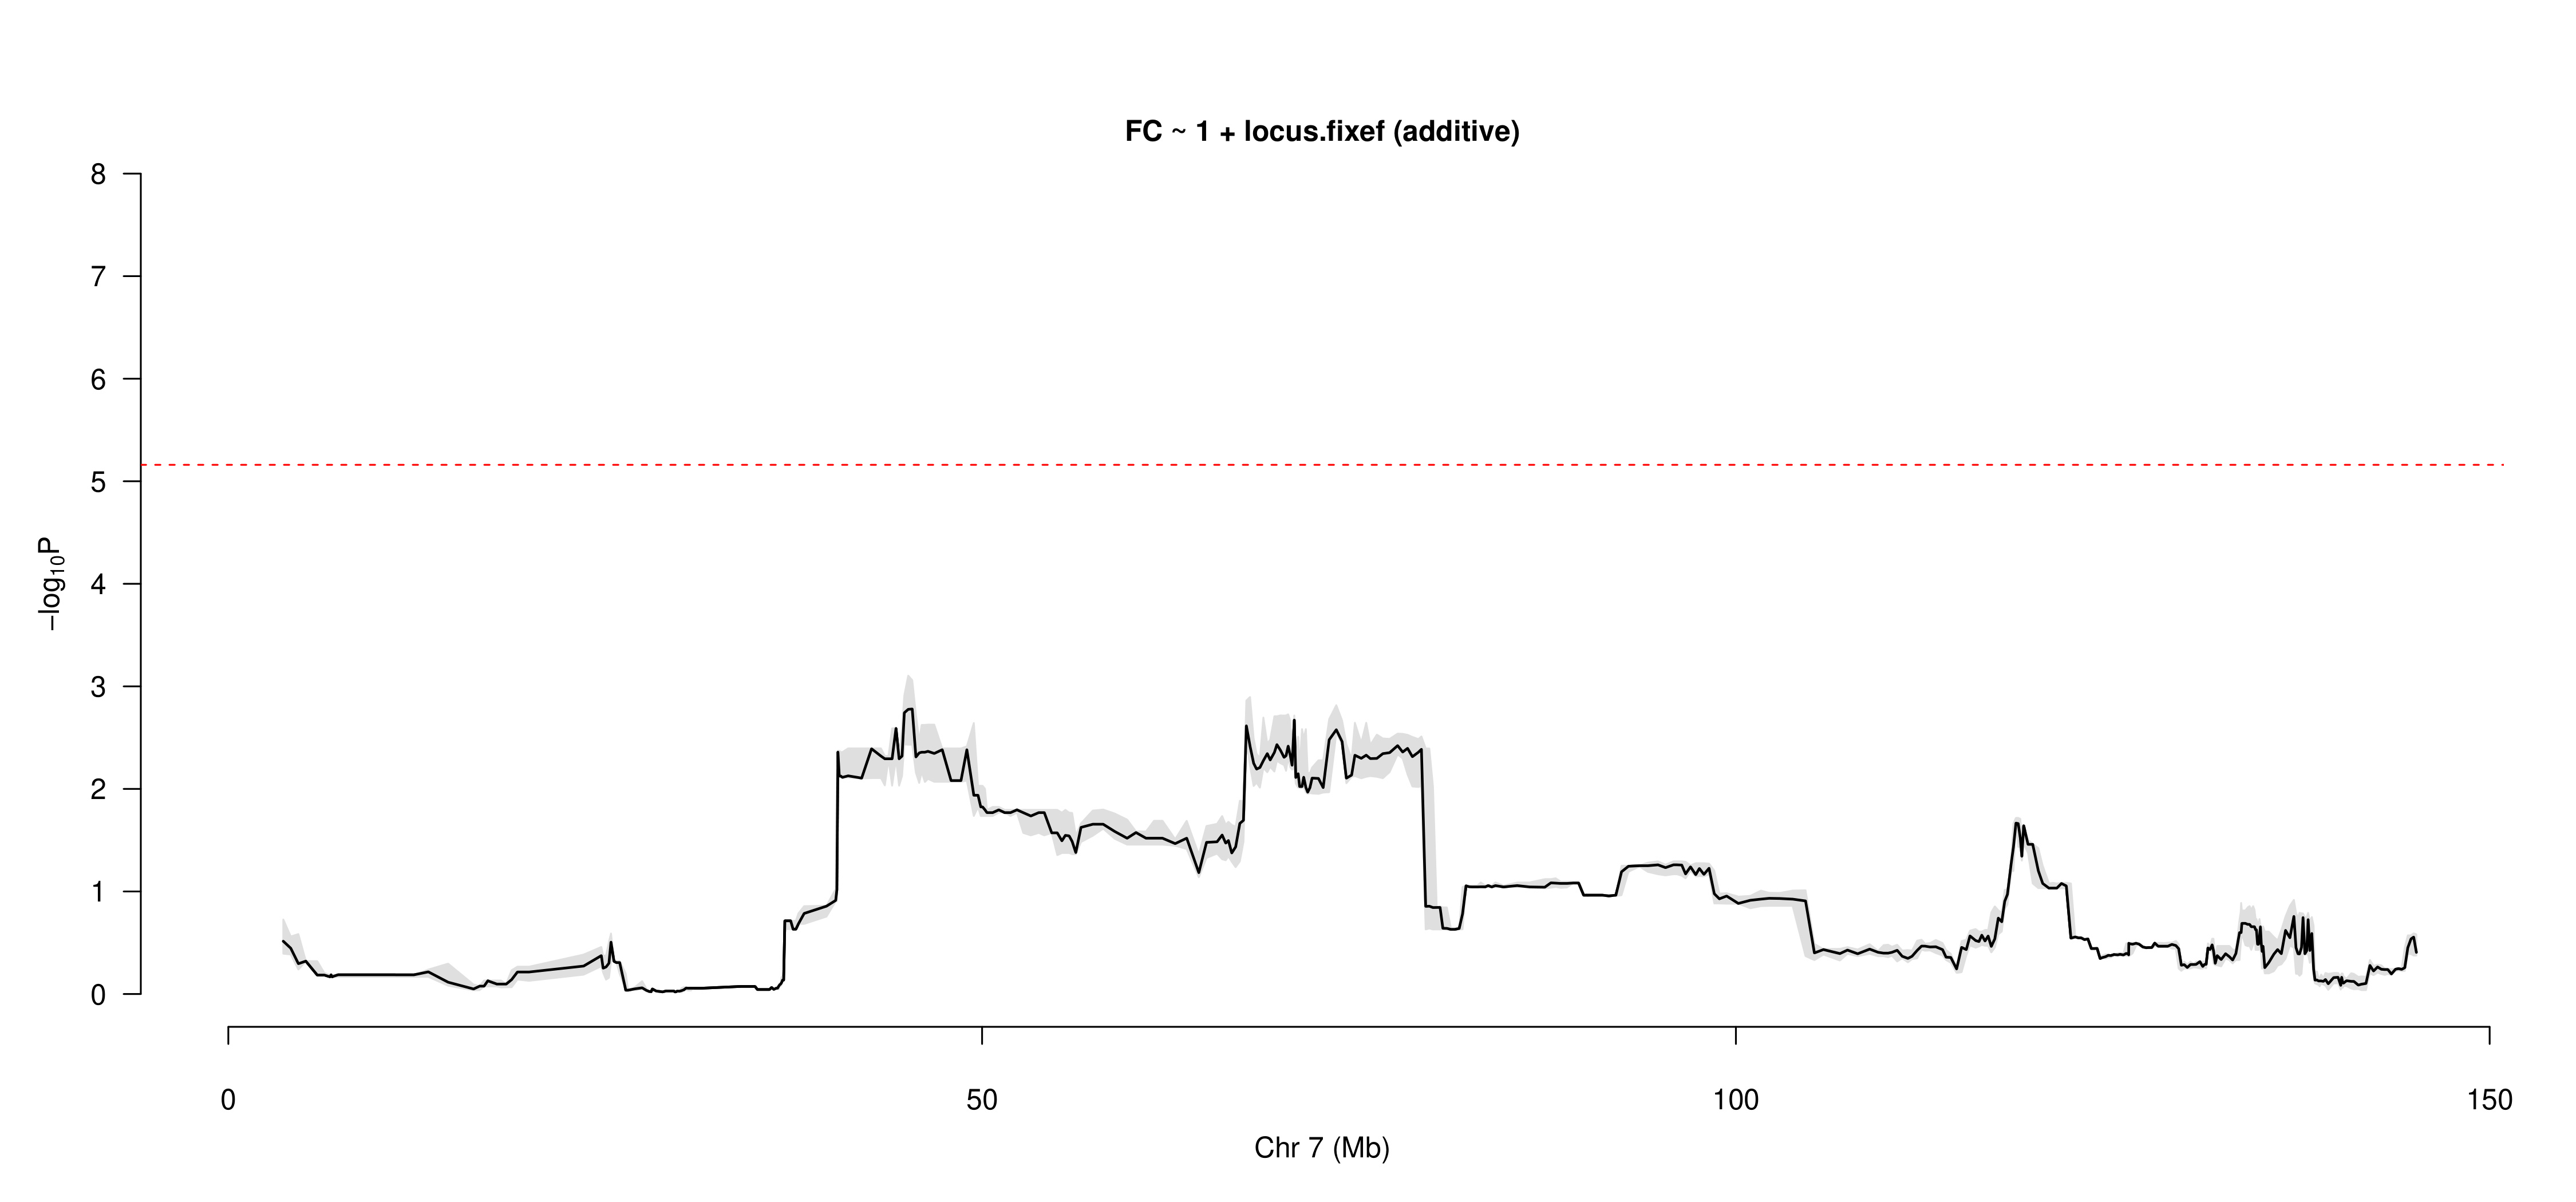 FC ~ 1 + locus.fixef (additive)
8
7
6
5
4
3
2
1
0
−log10P
0 50 100 150
Chr 7 (Mb)